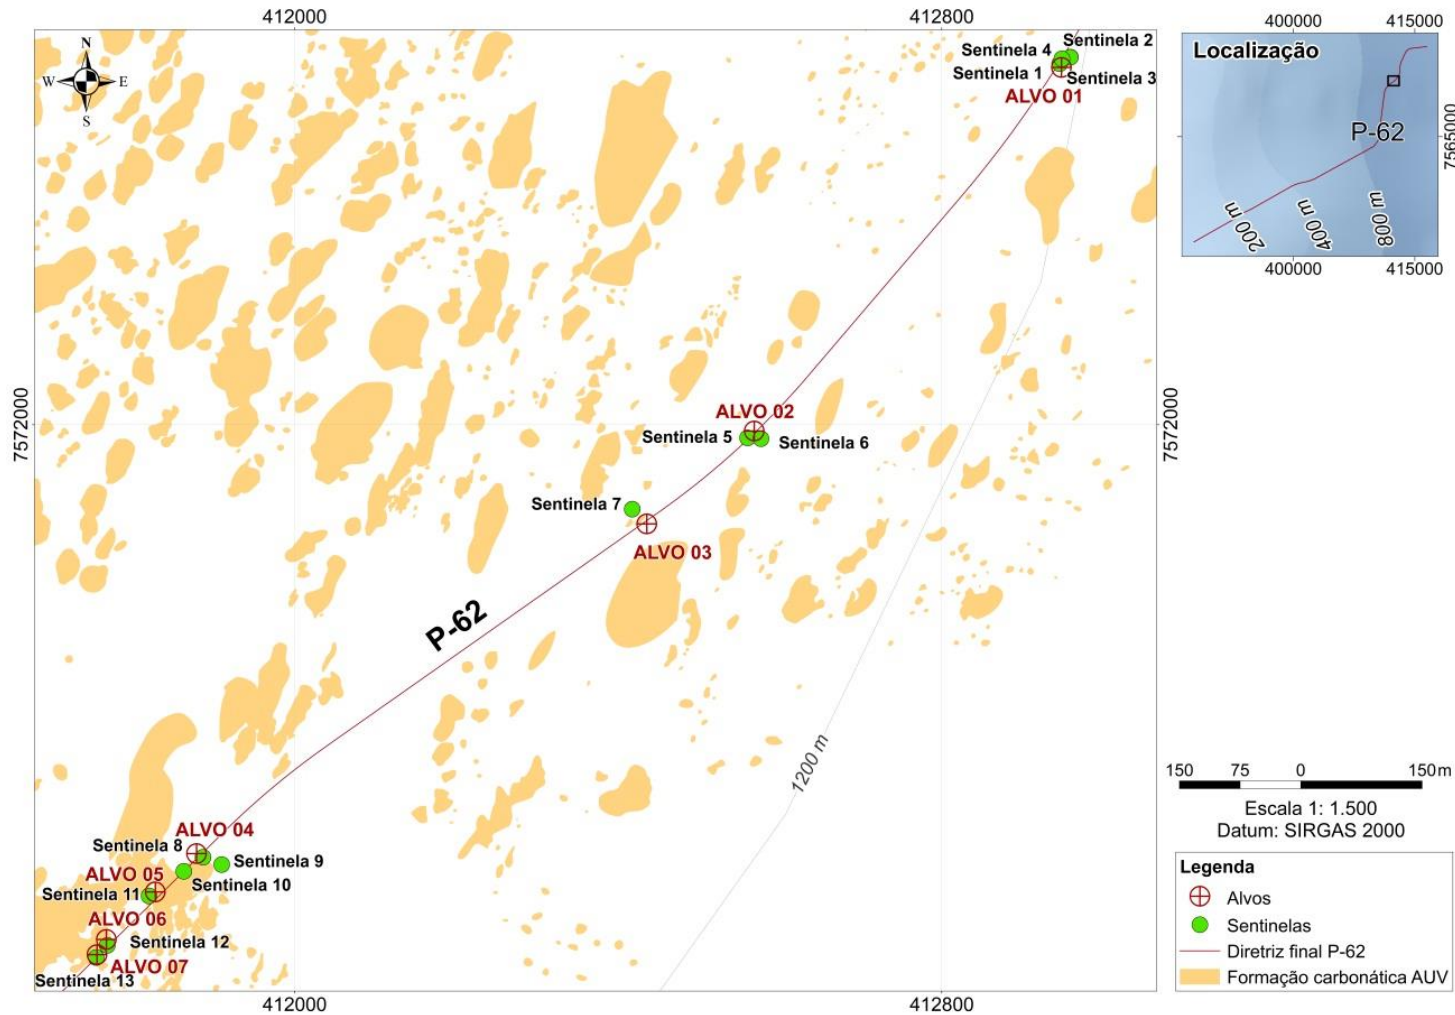 412000
412800
N
W
E
S
Sentinela 4
Sentinela 2
Sentinela 1
Sentinela 3
ALVO 01
7572000
7572000
ALVO 02
Sentinela 5
Sentinela 6
Sentinela 7
ALVO 03
P-62
1200 m
ALVO 04
Sentinela 8
Sentinela 9
ALVO 05
Sentinela 10
Sentinela 11
ALVO 06
Sentinela 12
ALVO 07
Sentinela 13
412000
412800
400000
415000
Localização
P-62
7565000
200 m
400 m
800 m
400000
415000
150
75
0
150 m
Escala 1: 1.500
Datum: SIRGAS 2000
Legenda
Alvos
Sentinelas
Diretriz final P-62
Formação carbonática AUV